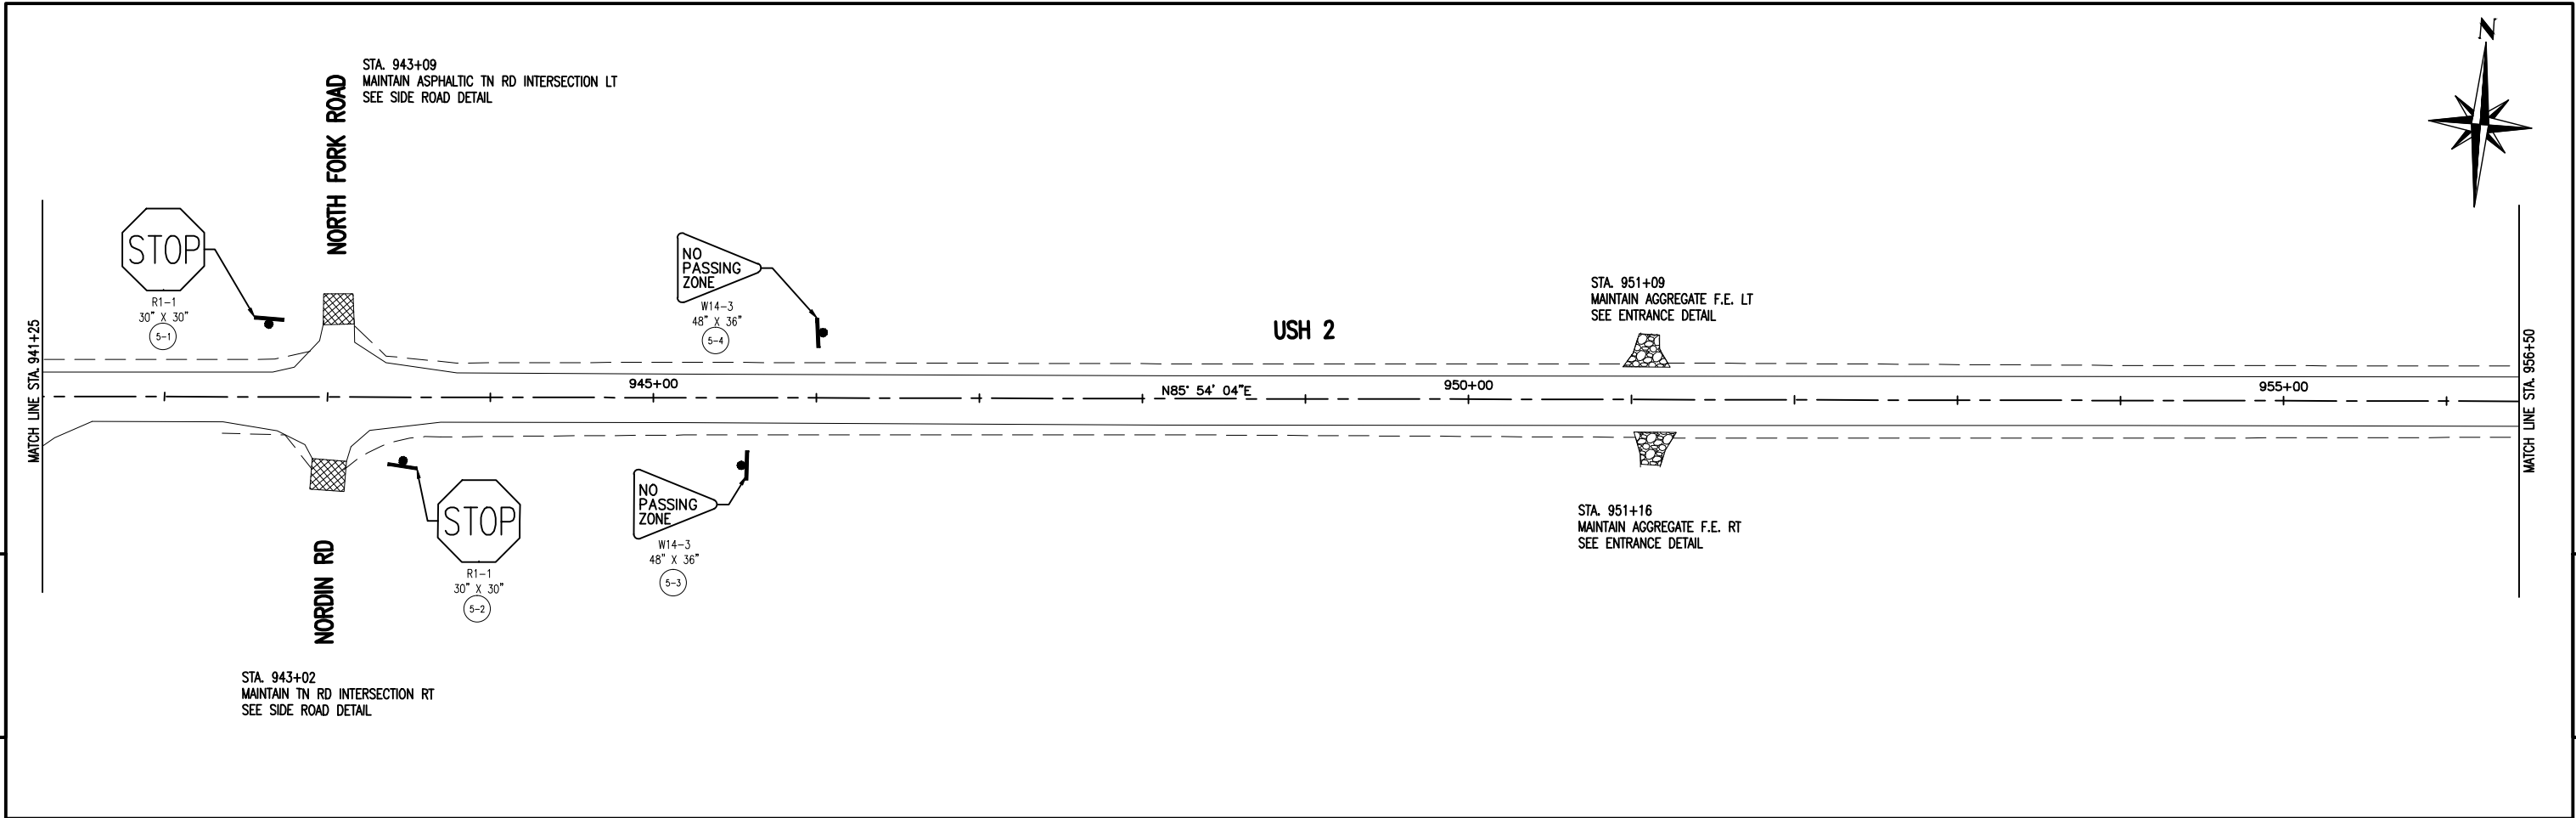 N
STA. 943+09
MAINTAIN ASPHALTIC TN RD INTERSECTION LT
SEE SIDE ROAD DETAIL
NORTH FORK ROAD
STOP
R1-1
30" X 30"
5-1
NO
PASSING
ZONE
W14-3
48" X 36"
5-4
USH 2
STA. 951+09
MAINTAIN AGGREGATE F.E. LT
SEE ENTRANCE DETAIL
MATCH LINE STA. 941+25
945+00
N85° 54' 04"E
950+00
955+00
MATCH LINE STA. 956+50
STOP
R1-1
30" X 30"
5-2
NO
PASSING
ZONE
W14-3
48" X 36"
5-3
STA. 951+16
MAINTAIN AGGREGATE F.E. RT
SEE ENTRANCE DETAIL
NORDIN RD
STA. 943+02
MAINTAIN TN RD INTERSECTION RT
SEE SIDE ROAD DETAIL